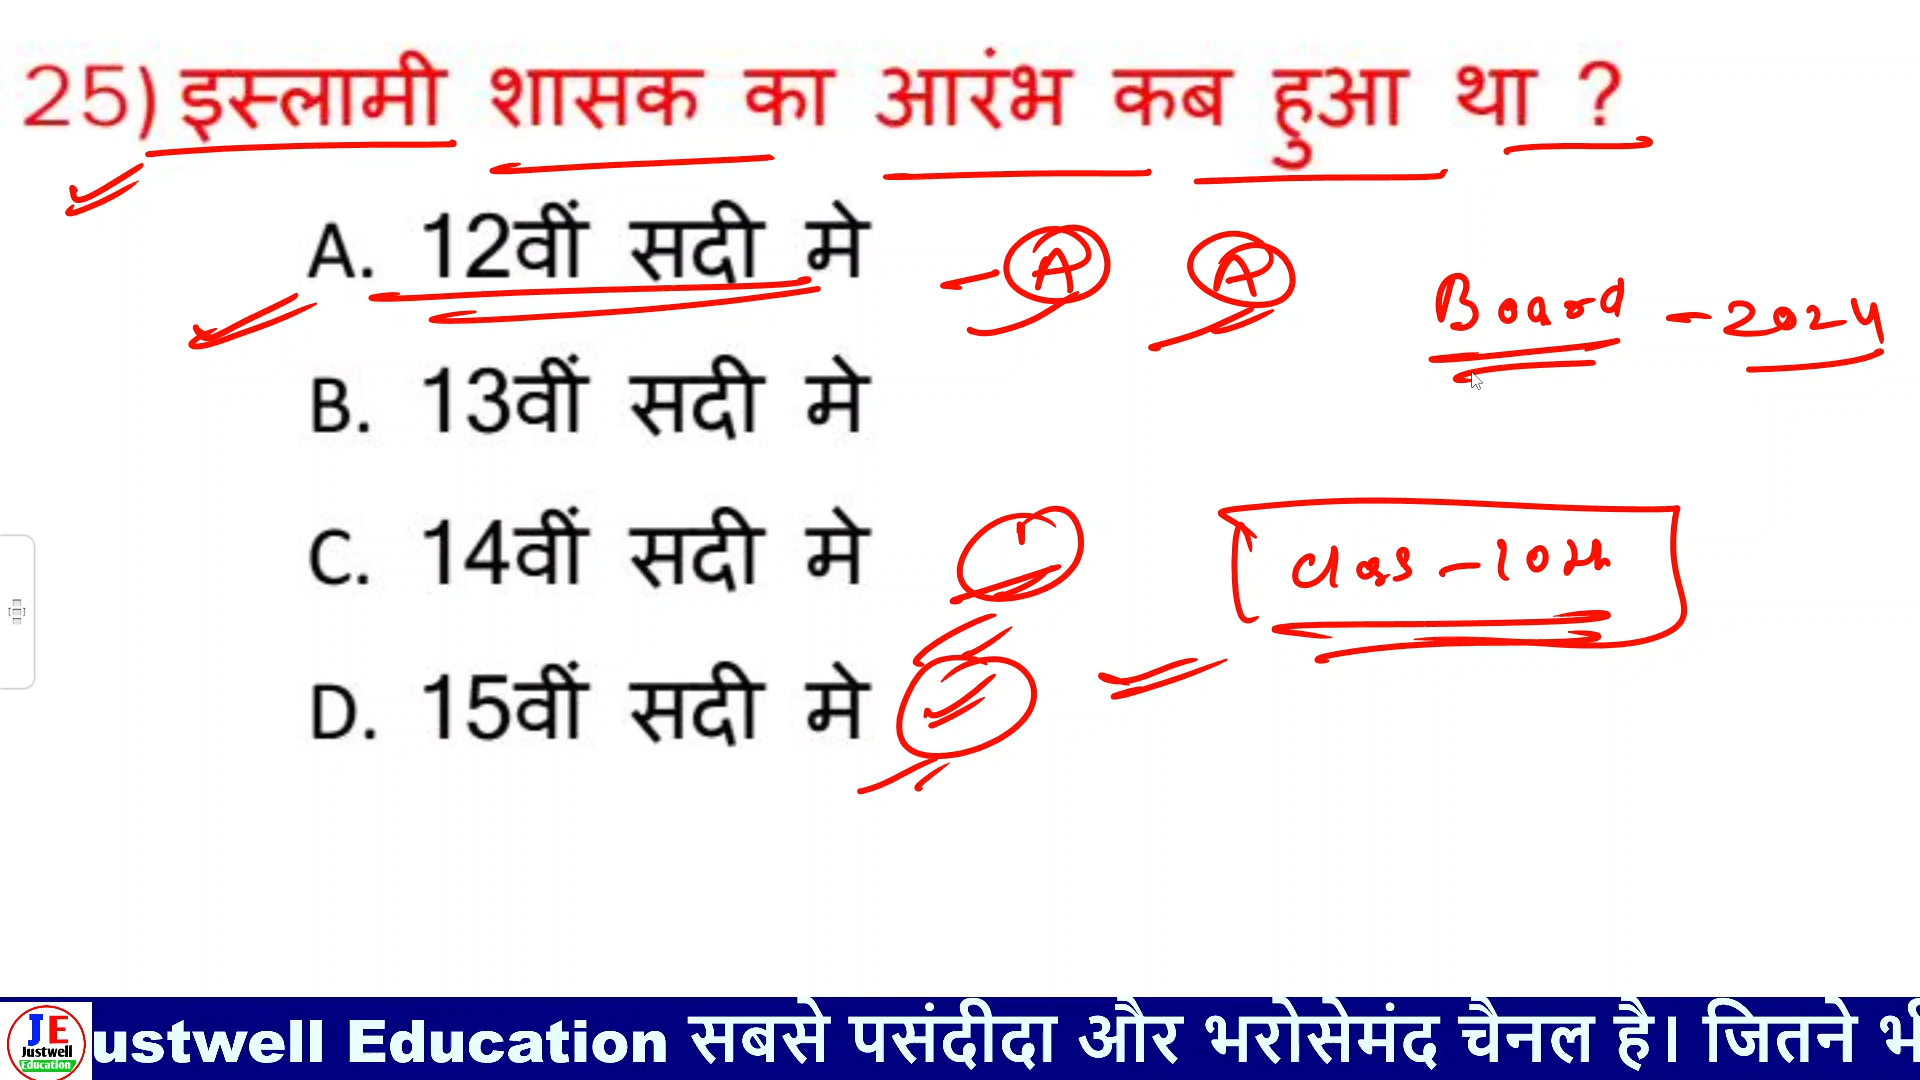 25) इस्लामी शासक का आरंभ कब हुआ था ?
A. 12वीं सदी मे
A A
Board - 2024
B. 13वीं सदी मे
C. 14वीं सदी मे
Class - 10th
D. 15वीं सदी मे
JE
Justwell
Education
ustwell Education सबसे पसंदीदा और भरोसेमंद चैनल है। जितने भी